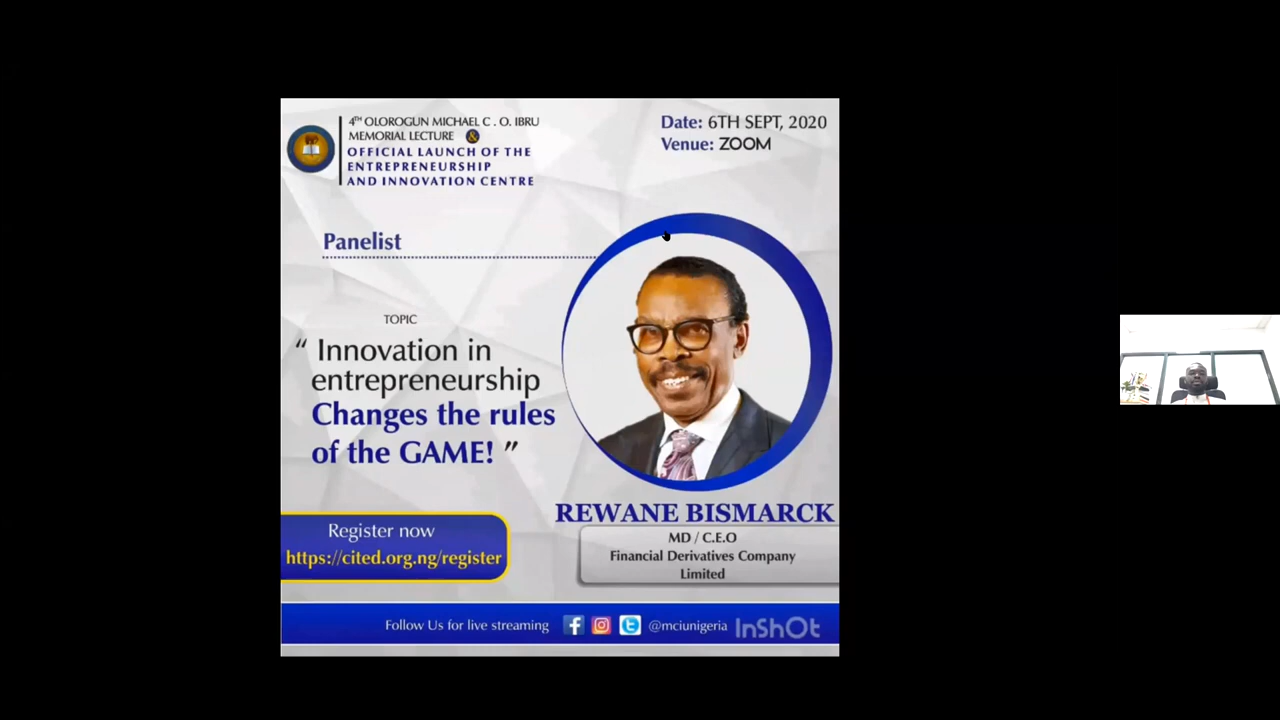 4TH OLOROGUN MICHAEL C . O. IBRU
MEMORIAL LECTURE &
OFFICIAL LAUNCH OF THE
ENTREPRENEURSHIP
AND INNOVATION CENTRE
Date: 6TH SEPT, 2020
Venue: ZOOM
Panelist
TOPIC
“ Innovation in
entrepreneurship
Changes the rules
of the GAME! ”
REWANE BISMARCK
MD / C.E.O
Financial Derivatives Company
Limited
Register now
https://cited.org.ng/register
Follow Us for live streaming @mciunigeria InShOt